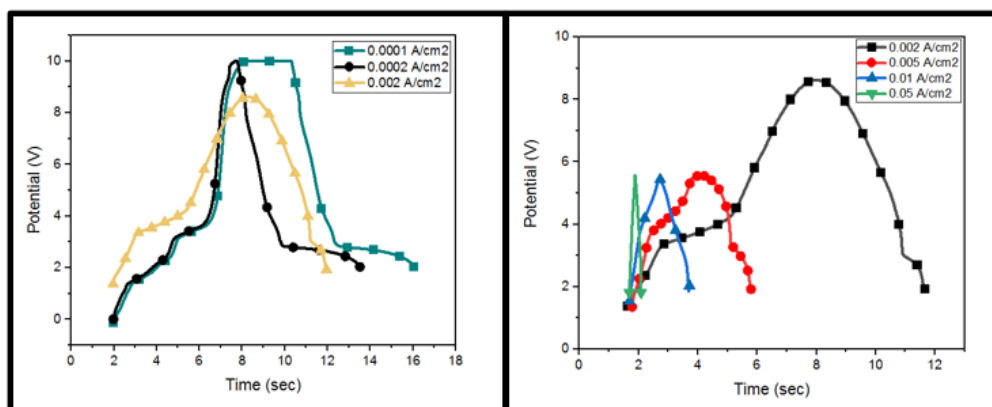 0.0001 A/cm2
0.0002 A/cm2
0.002 A/cm2
10
8
6
4
2
0
Potential (V)
0 2 4 6 8 10 12 14 16 18
Time (sec)
0.002 A/cm2
0.005 A/cm2
0.01 A/cm2
0.05 A/cm2
10
8
6
4
2
0
Potential (V)
0 2 4 6 8 10 12
Time (sec)